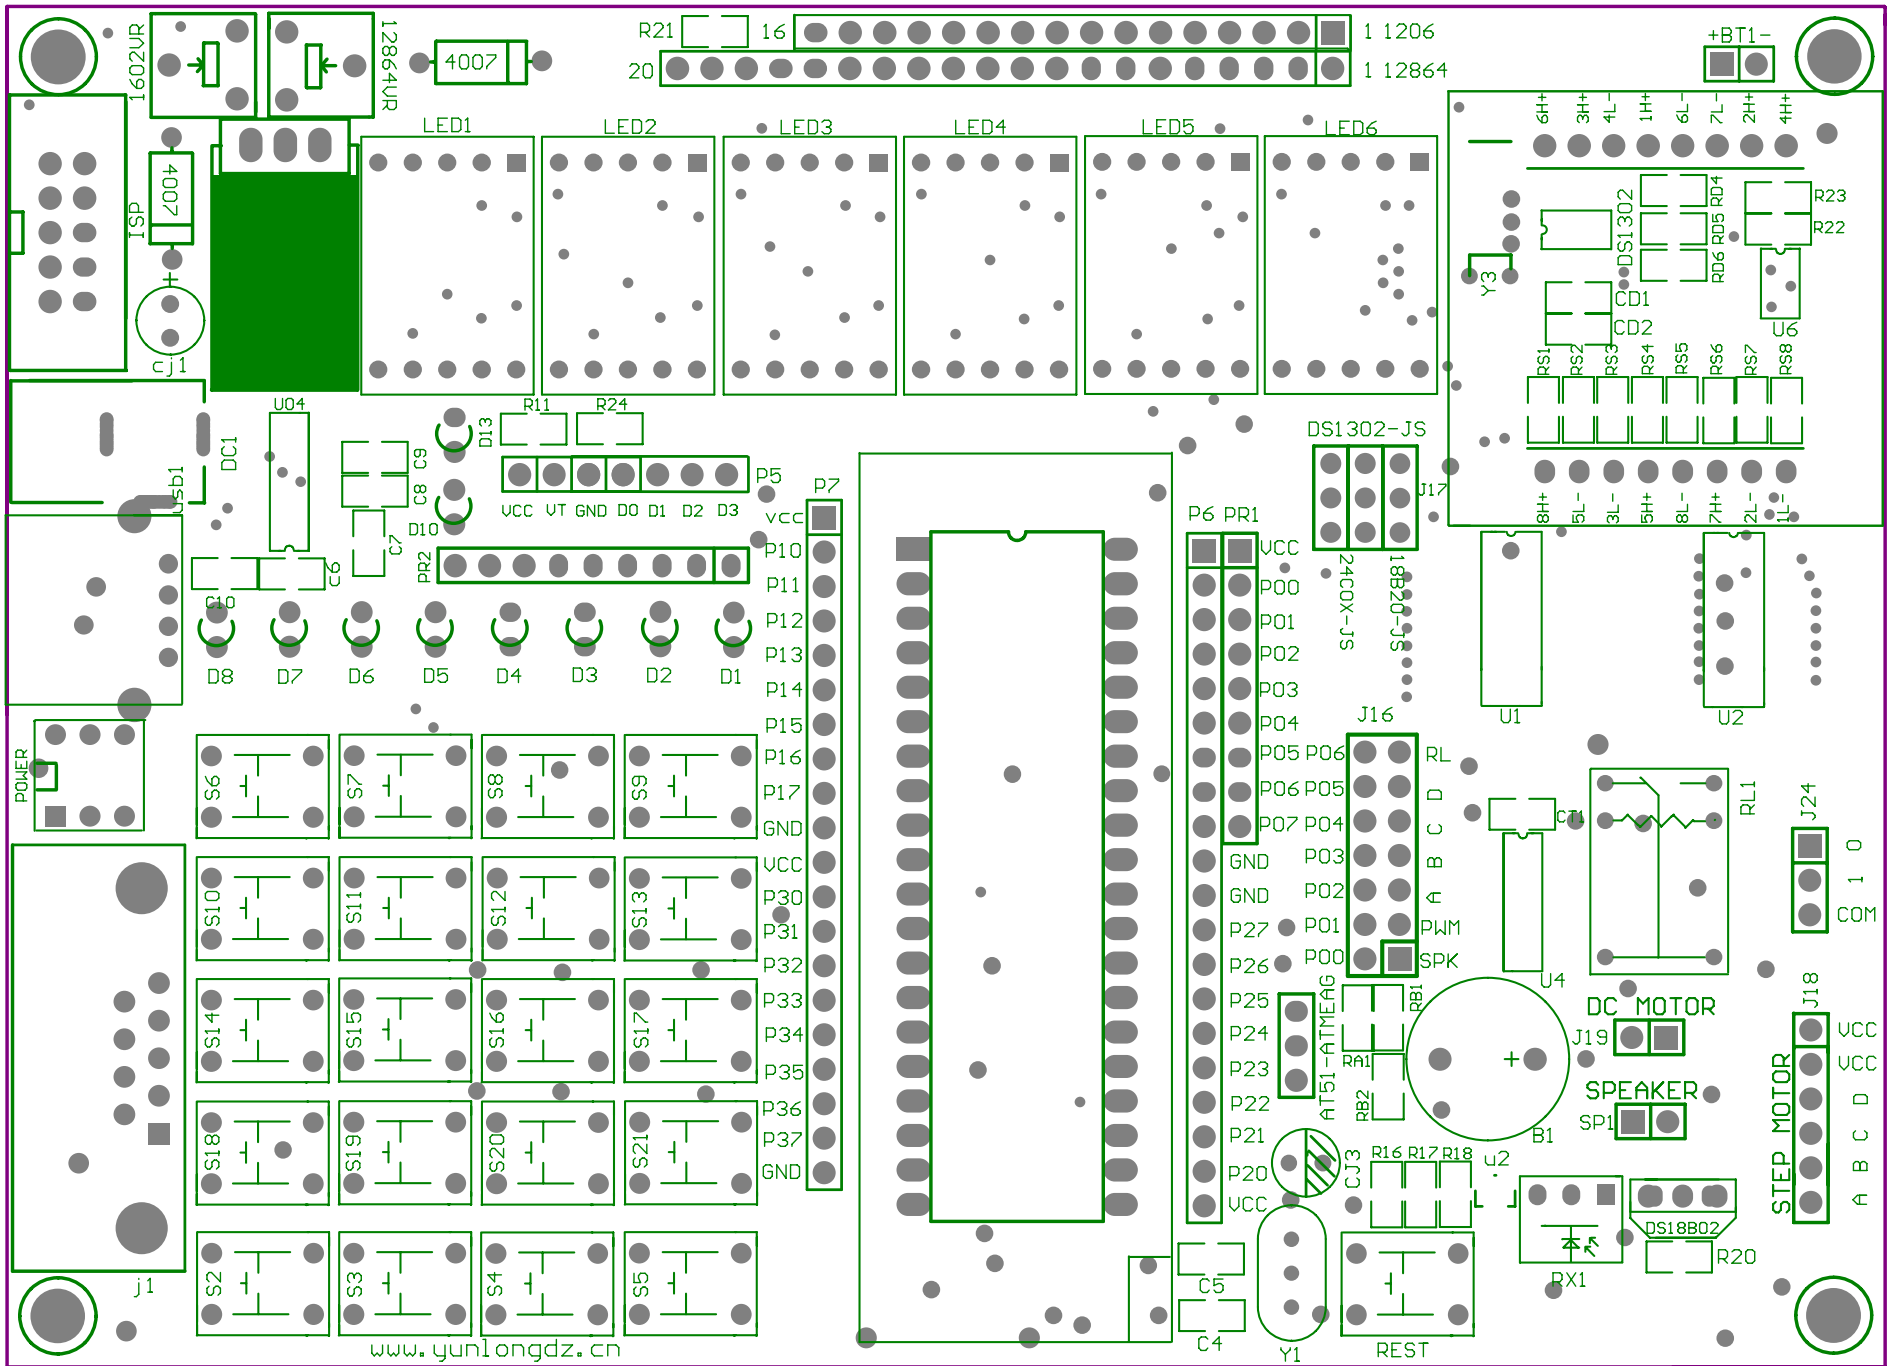 1602VR
12864VR
4007
R21
16
1 1206
20
1 12864
+BT1-
LED1
LED2
LED3
LED4
LED5
LED6
6H+
3H+
4L-
1H+
6L-
7L-
2H+
4H+
4007
ISP
cj1
Y3
DS1302
RD4
RD5
RD6
R23
R22
CD1
CD2
U6
RS1
RS2
RS3
RS4
RS5
RS6
RS7
RS8
8H+
5L-
3L-
5H+
8L-
7H+
2L-
1L-
DC1
usb1
U04
C9
C8
C7
C6
C10
D13
D10
R11
R24
P5
VCC
VT
GND
D0
D1
D2
D3
PR2
D8
D7
D6
D5
D4
D3
D2
D1
P7
vcc
P10
P11
P12
P13
P14
P15
P16
P17
GND
VCC
P30
P31
P32
P33
P34
P35
P36
P37
GND
P6
PR1
VCC
P00
P01
P02
P03
P04
P05
P06
P07
GND
GND
P27
P26
P25
P24
P23
P22
P21
P20
VCC
DS1302-JS
J17
24C0X-JS
18B20-JS
U1
U2
J16
P06
P05
P04
P03
P02
P01
P00
RL
D
C
B
A
PWM
SPK
CT1
U4
RL1
J24
0
1
COM
POWER
S6
S7
S8
S9
S10
S11
S12
S13
S14
S15
S16
S17
S18
S19
S20
S21
S2
S3
S4
S5
j1
AT51-ATMEAG
RA1
RB1
RB2
+
B1
DC MOTOR
J19
SPEAKER
SP1
STEP MOTOR
J18
VCC
VCC
D
C
B
A
CJ3
R16
R17
R18
u2
DS18B02
R20
RX1
C5
C4
Y1
REST
www.yunlongdz.cn